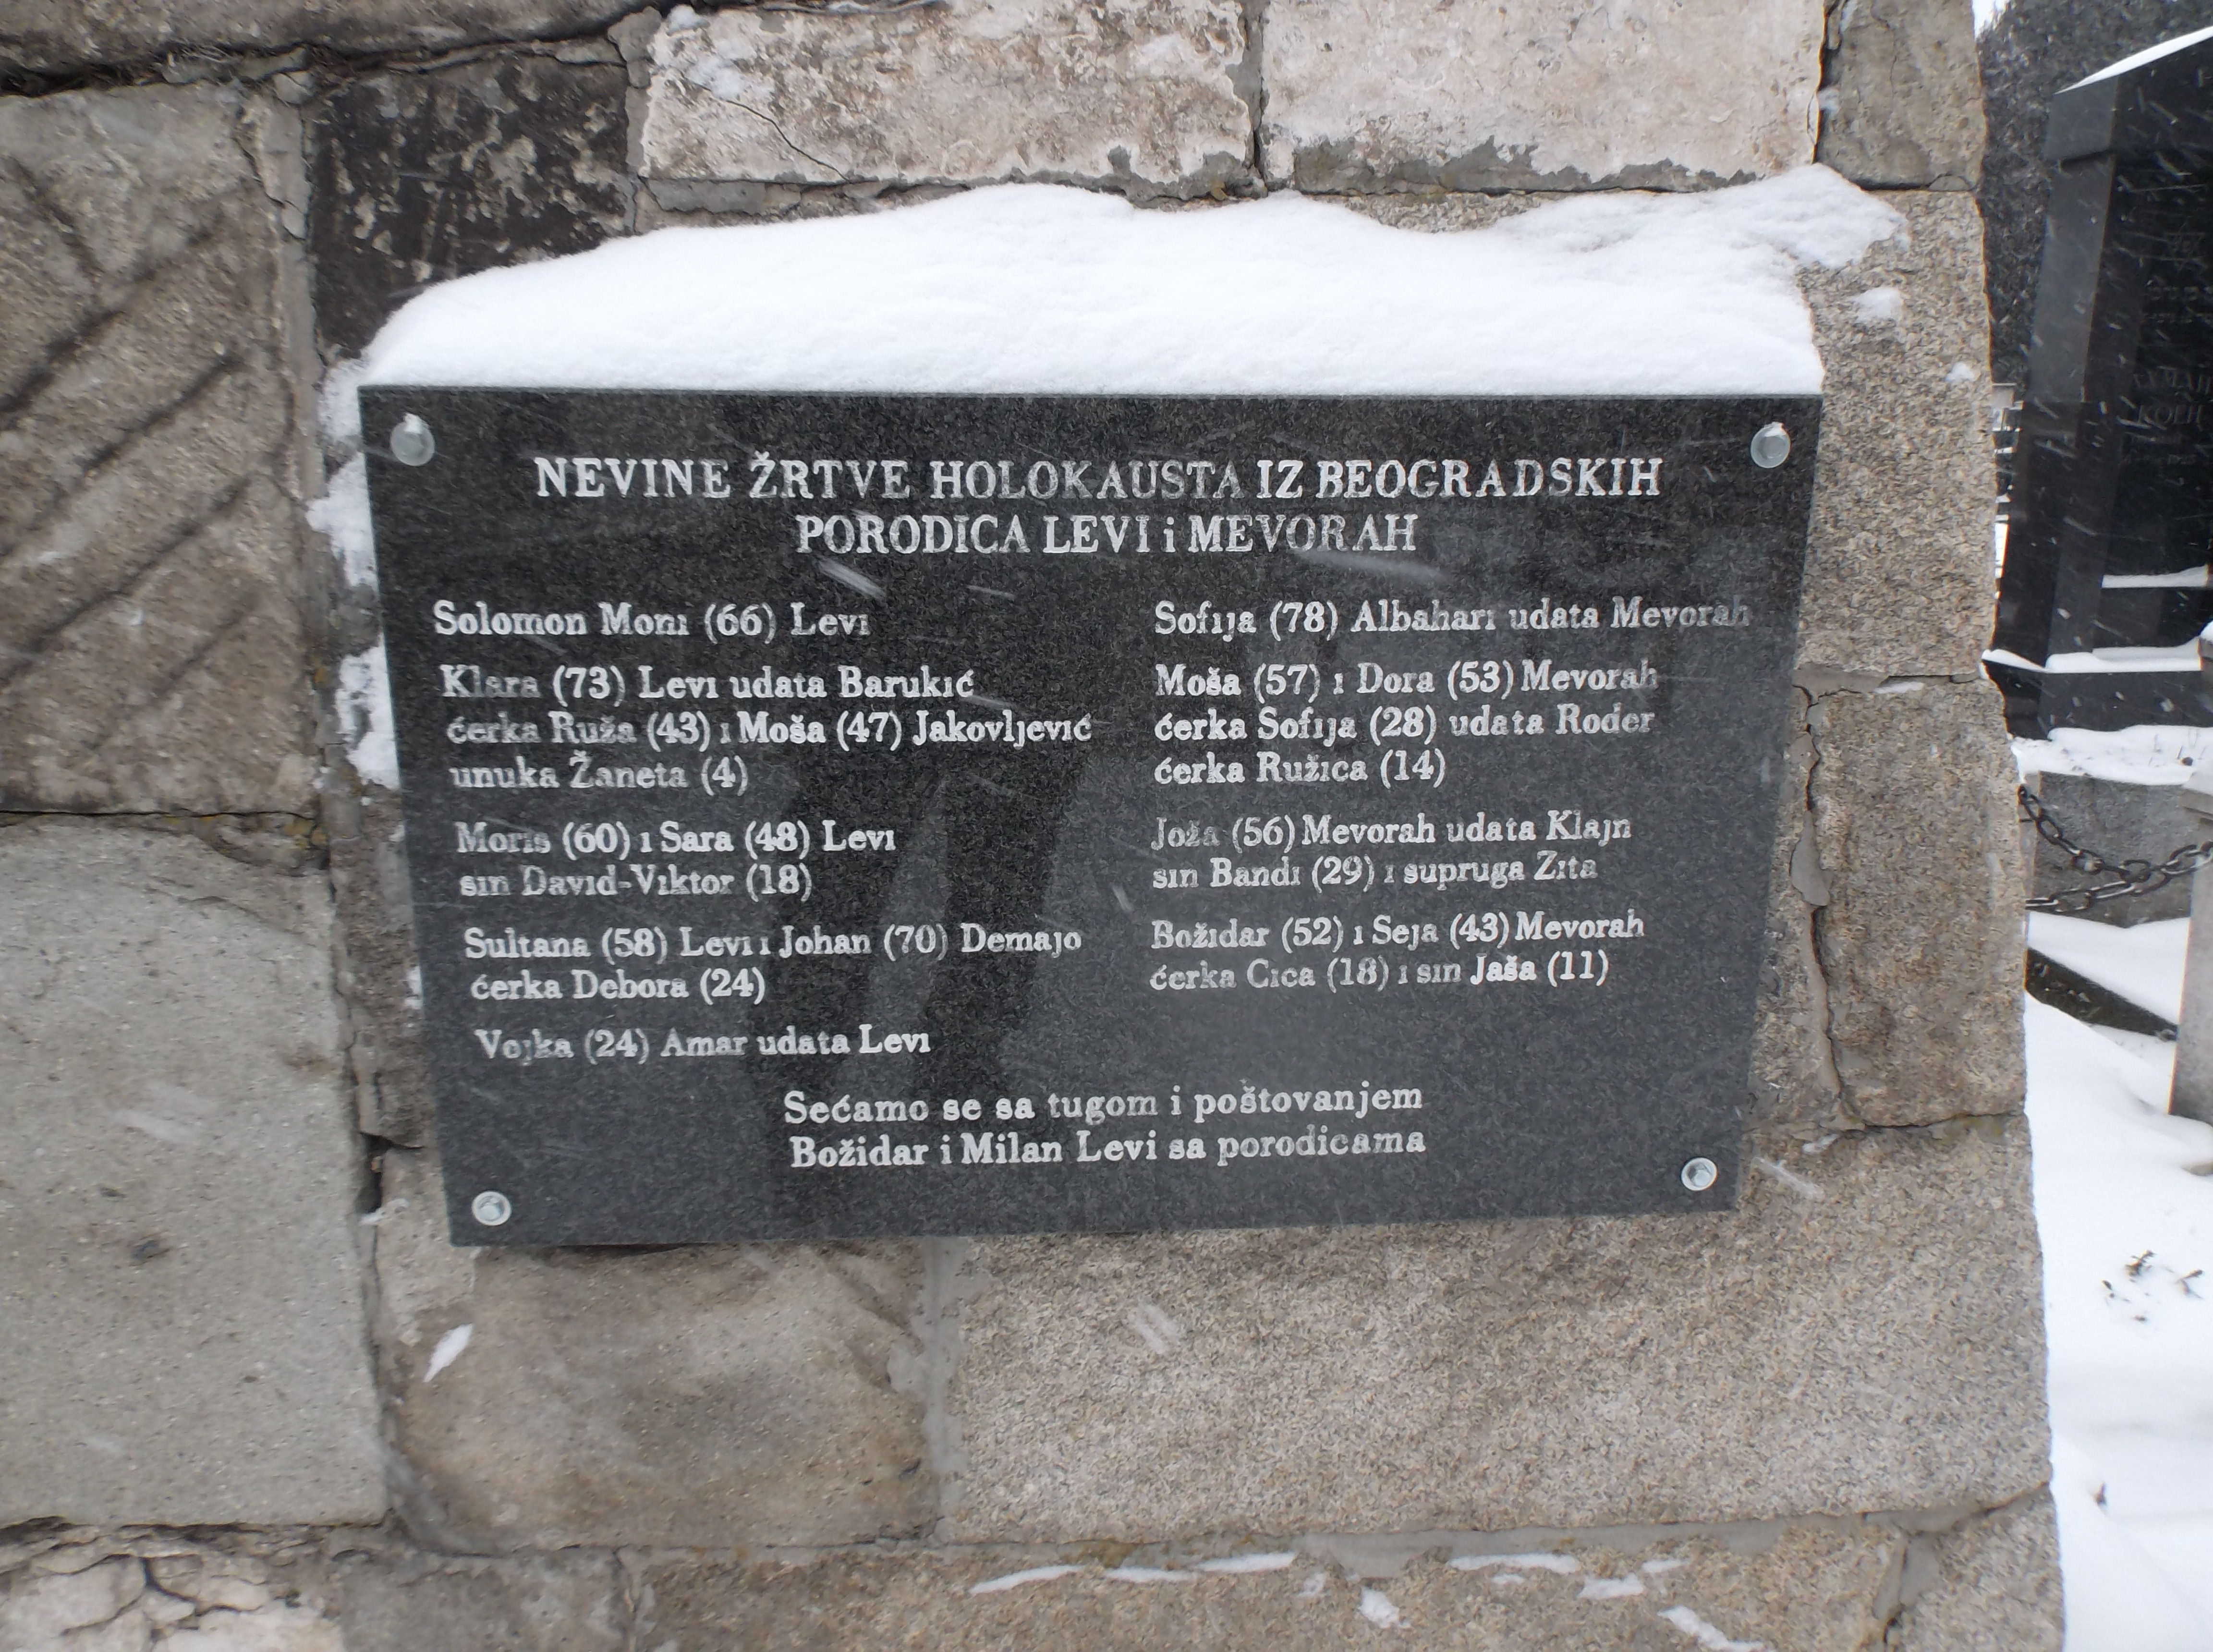 NEVINE ŽRTVE HOLOKAUSTA IZ BEOGRADSKIH
PORODICA LEVI i MEVORAH
Solomon Moni (66) Levi
Klara (73) Levi udata Barukić
ćerka Ruža (43) i Moša (47) Jakovljević
unuka Žaneta (4)
Moris (60) i Sara (48) Levi
sin David-Viktor (18)
Sultana (58) Levi i Johan (70) Demajo
ćerka Debora (24)
Vojka (24) Amar udata Levi
Sofija (78) Albahari udata Mevorah
Moša (57) i Dora (53) Mevorah
ćerka Sofija (28) udata Roder
ćerka Ružica (14)
Joža (56) Mevorah udata Klajn
sin Bandi (29) i supruga Zita
Božidar (52) i Seja (43) Mevorah
ćerka Cica (18) i sin Jaša (11)
Sećamo se sa tugom i poštovanjem
Božidar i Milan Levi sa porodicama